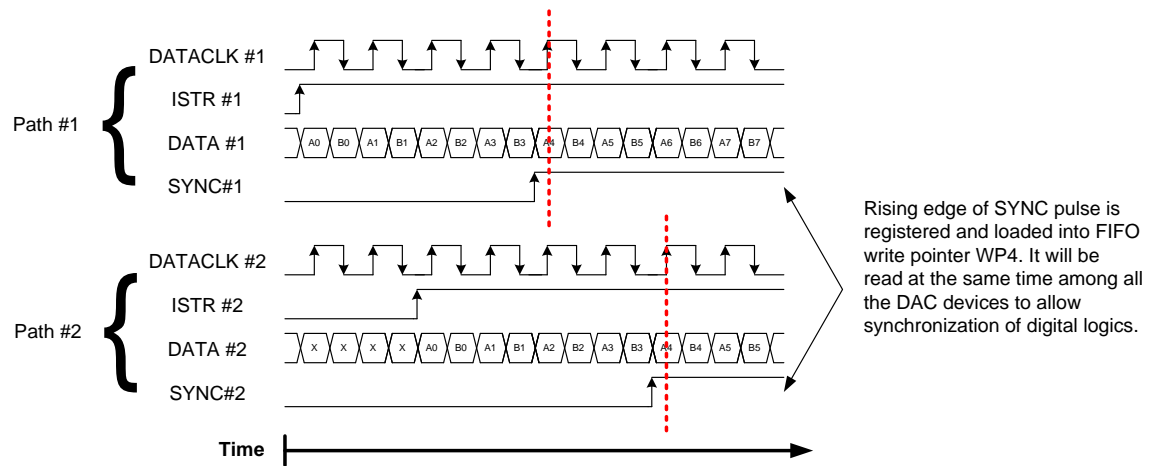 DATACLK #1
ISTR #1
Path #1
DATA #1
A0 B0 A1 B1 A2 B2 A3 B3 A4 B4 A5 B5 A6 B6 A7 B7
SYNC#1
DATACLK #2
ISTR #2
Path #2
DATA #2
X X X X A0 B0 A1 B1 A2 B2 A3 B3 A4 B4 A5 B5
SYNC#2
Time
Rising edge of SYNC pulse is
registered and loaded into FIFO
write pointer WP4. It will be
read at the same time among all
the DAC devices to allow
synchronization of digital logics.